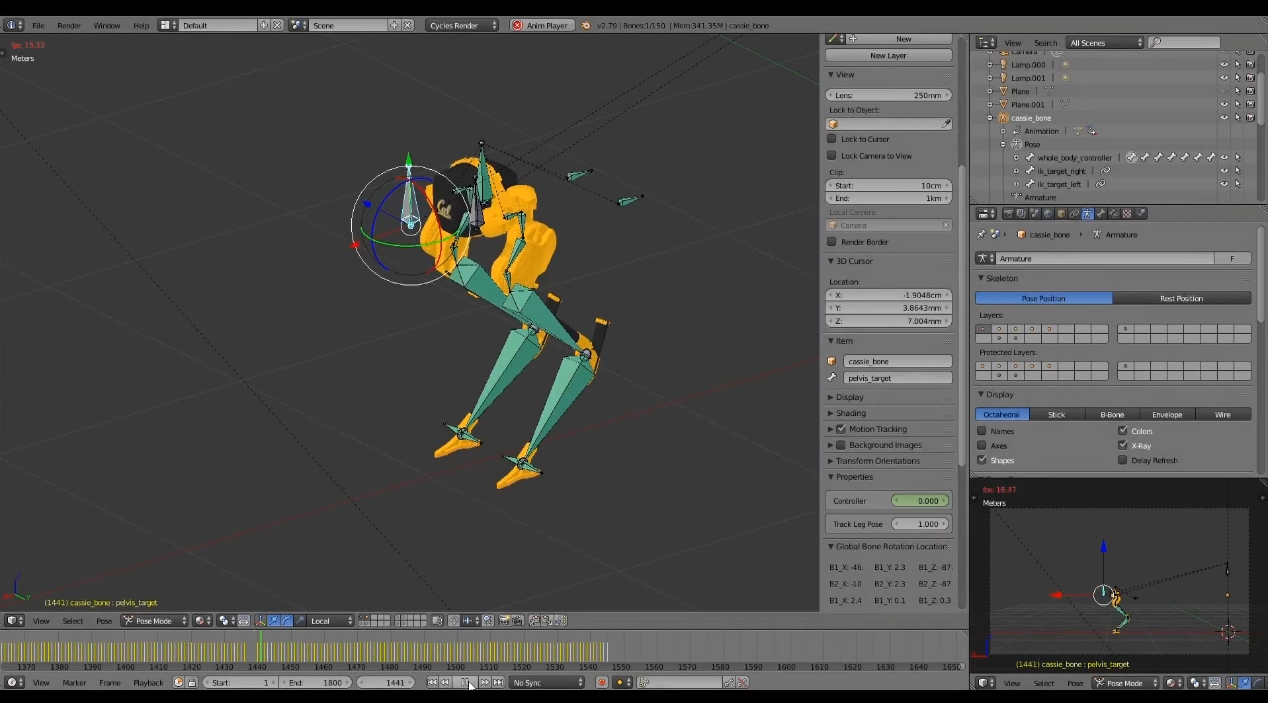 File Render Window Help Default Scene Cycles Render Anim Player v2.79 | Bones:1/150 | Mem:341.35M | cassie_bone
Meters
New
New Layer
View
Lens: 250mm
Lock to Object:
Lock to Cursor
Lock Camera to View
Clip:
Start: 10cm
End: 1km
Local Camera
Camera
Render Border
3D Cursor
Location:
X: -1.9048cm
Y: 3.8643mm
Z: 7.004mm
Item
cassie_bone
pelvis_target
Display
Shading
Motion Tracking
Background Images
Transform Orientations
Properties
Controller 0.000
Track Leg Pose 1.000
Global Bone Rotation Location
B1_X: -46. B1_Y: 2.3 B1_Z: -87.
B2_X: -10 B2_Y: 2.3 B2_Z: -87.
B1_X: 2.4 B1_Y: 0.1 B1_Z: 0.3
(1441) cassie_bone : pelvis_target
View Select Pose Pose Mode Local
1370 1380 1390 1400 1410 1420 1430 1440 1450 1460 1470 1480 1490 1500 1510 1520 1530 1540 1550 1560 1570 1580 1590 1600 1610 1620 1630 1640 1650
View Marker Frame Playback Start: 1 End: 1800 1441 No Sync
View Search All Scenes
Lamp.000
Lamp.001
Plane
Plane.001
cassie_bone
Animation
Pose
whole_body_controller
ik_target_right
ik_target_left
Armature
cassie_bone Armature
Armature F
Skeleton
Pose Position Rest Position
Layers:
Protected Layers:
Display
Octahedral Stick B-Bone Envelope Wire
Names Colors
Axes X-Ray
Shapes Delay Refresh
Meters
(1441) cassie_bone : pelvis_target
View Select Pose Pose Mode